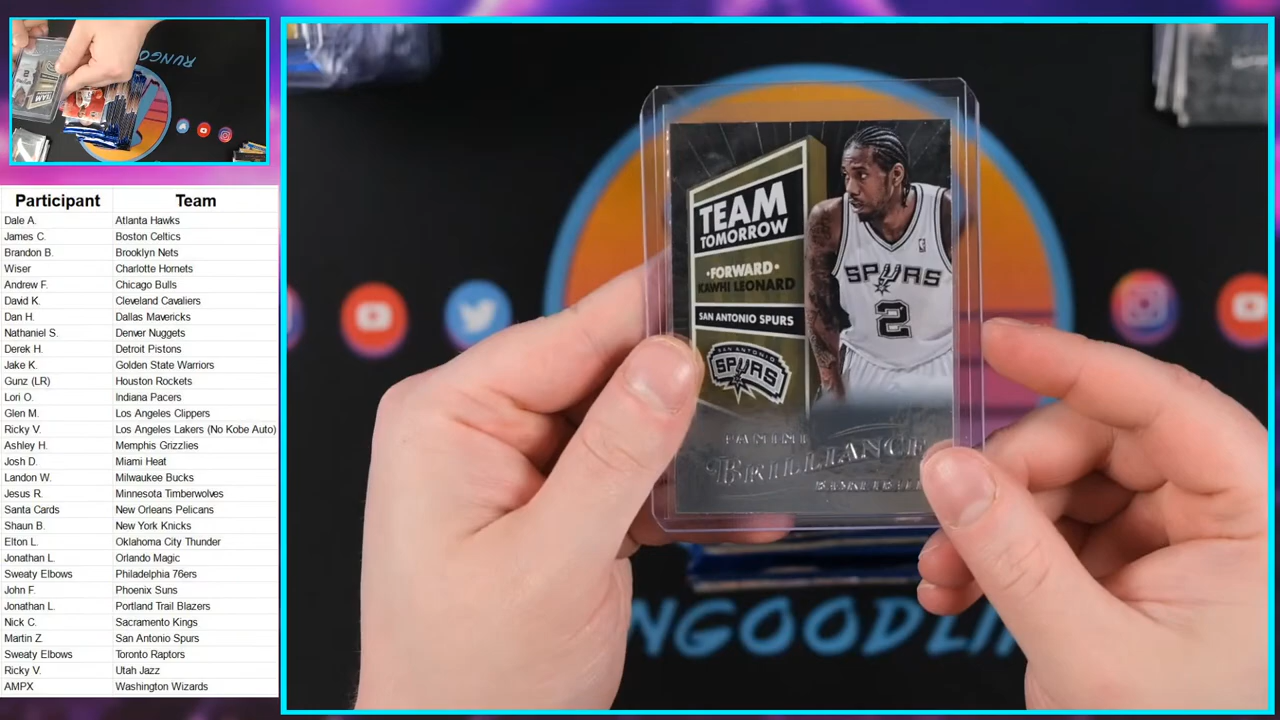 RUNGOOD
Participant Team
Dale A. Atlanta Hawks
James C. Boston Celtics
Brandon B. Brooklyn Nets
Wiser Charlotte Hornets
Andrew F. Chicago Bulls
David K. Cleveland Cavaliers
Dan H. Dallas Mavericks
Nathaniel S. Denver Nuggets
Derek H. Detroit Pistons
Jake K. Golden State Warriors
Gunz (LR) Houston Rockets
Lori O. Indiana Pacers
Glen M. Los Angeles Clippers
Ricky V. Los Angeles Lakers (No Kobe Auto)
Ashley H. Memphis Grizzlies
Josh D. Miami Heat
Landon W. Milwaukee Bucks
Jesus R. Minnesota Timberwolves
Santa Cards New Orleans Pelicans
Shaun B. New York Knicks
Elton L. Oklahoma City Thunder
Jonathan L. Orlando Magic
Sweaty Elbows Philadelphia 76ers
John F. Phoenix Suns
Jonathan L. Portland Trail Blazers
Nick C. Sacramento Kings
Martin Z. San Antonio Spurs
Sweaty Elbows Toronto Raptors
Ricky V. Utah Jazz
AMPX Washington Wizards
TEAM
TOMORROW
•FORWARD•
KAWHI LEONARD
SAN ANTONIO SPURS
SAN ANTONIO
SPURS
SPURS
2
PANINI
BRILLIANCE
BASKETBALL
NGOODLI